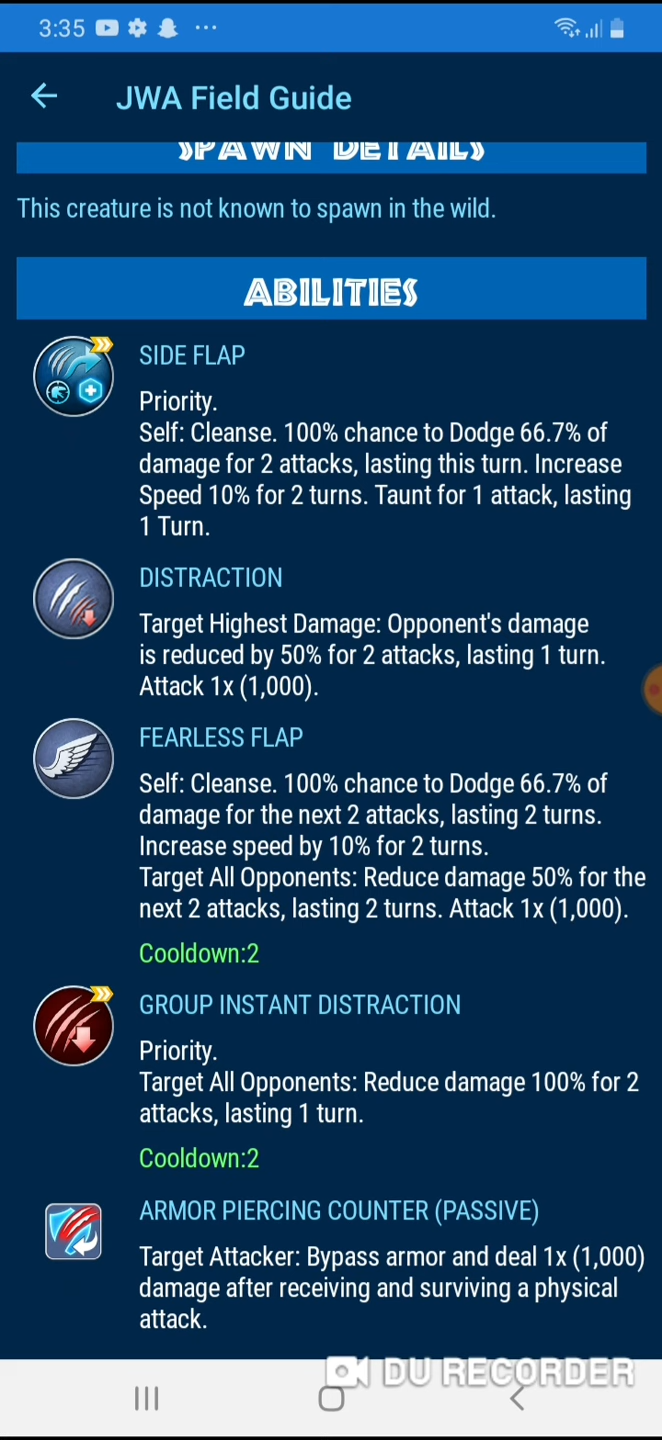 3:35
JWA Field Guide
SPAWN DETAILS
This creature is not known to spawn in the wild.
ABILITIES
SIDE FLAP
Priority.
Self: Cleanse. 100% chance to Dodge 66.7% of
damage for 2 attacks, lasting this turn. Increase
Speed 10% for 2 turns. Taunt for 1 attack, lasting
1 Turn.
DISTRACTION
Target Highest Damage: Opponent's damage
is reduced by 50% for 2 attacks, lasting 1 turn.
Attack 1x (1,000).
FEARLESS FLAP
Self: Cleanse. 100% chance to Dodge 66.7% of
damage for the next 2 attacks, lasting 2 turns.
Increase speed by 10% for 2 turns.
Target All Opponents: Reduce damage 50% for the
next 2 attacks, lasting 2 turns. Attack 1x (1,000).
Cooldown:2
GROUP INSTANT DISTRACTION
Priority.
Target All Opponents: Reduce damage 100% for 2
attacks, lasting 1 turn.
Cooldown:2
ARMOR PIERCING COUNTER (PASSIVE)
Target Attacker: Bypass armor and deal 1x (1,000)
damage after receiving and surviving a physical
attack.
DU RECORDER